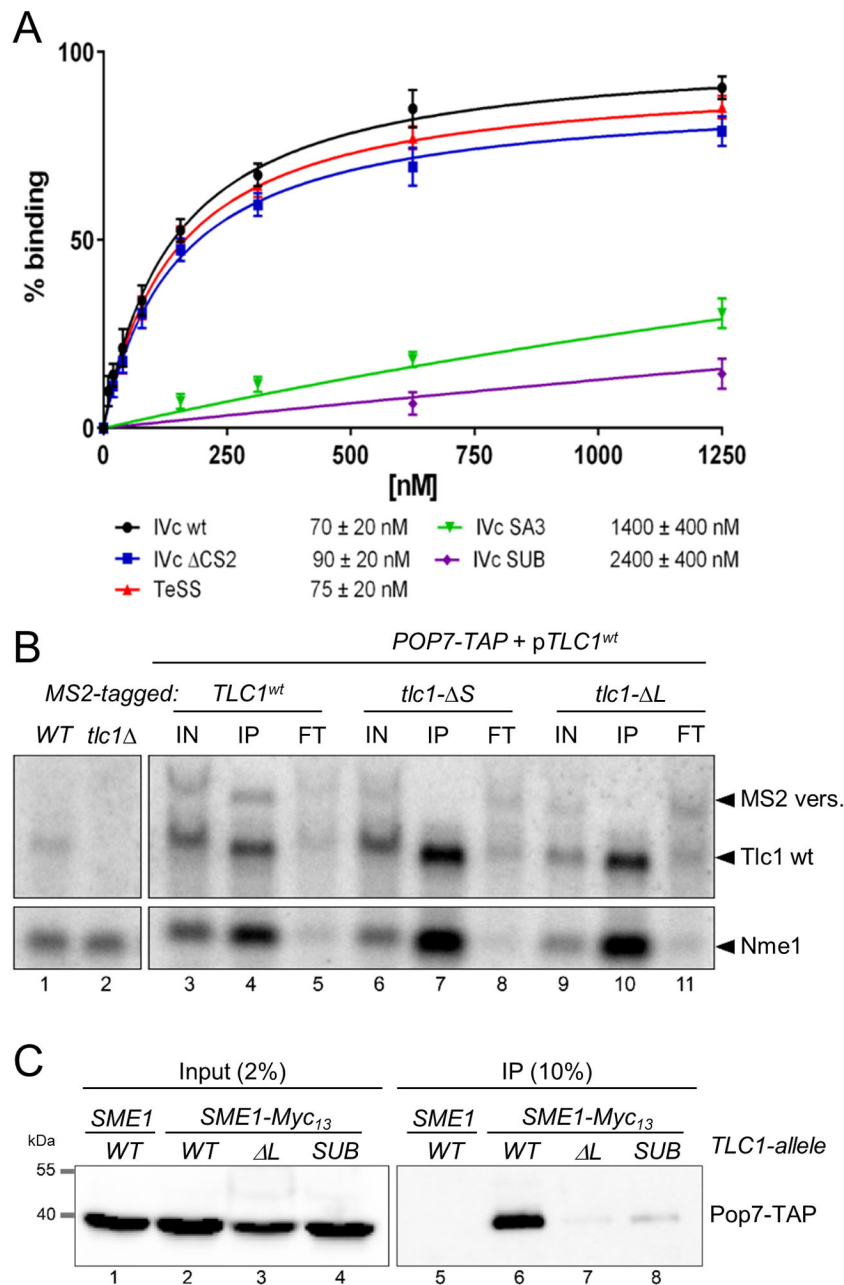 A
100
50
0
% binding
0 250 500 750 1000 1250
[nM]
IVc wt 70 ± 20 nM IVc SA3 1400 ± 400 nM
IVc ΔCS2 90 ± 20 nM IVc SUB 2400 ± 400 nM
TeSS 75 ± 20 nM
B
POP7-TAP + pTLC1wt
MS2-tagged: TLC1wt tlc1-ΔS tlc1-ΔL
WT tlc1Δ IN IP FT IN IP FT IN IP FT
MS2 vers.
Tlc1 wt
Nme1
1 2 3 4 5 6 7 8 9 10 11
C
Input (2%) IP (10%)
SME1 SME1-Myc13 SME1 SME1-Myc13
kDa WT WT ΔL SUB WT WT ΔL SUB TLC1-allele
55
40 Pop7-TAP
1 2 3 4 5 6 7 8